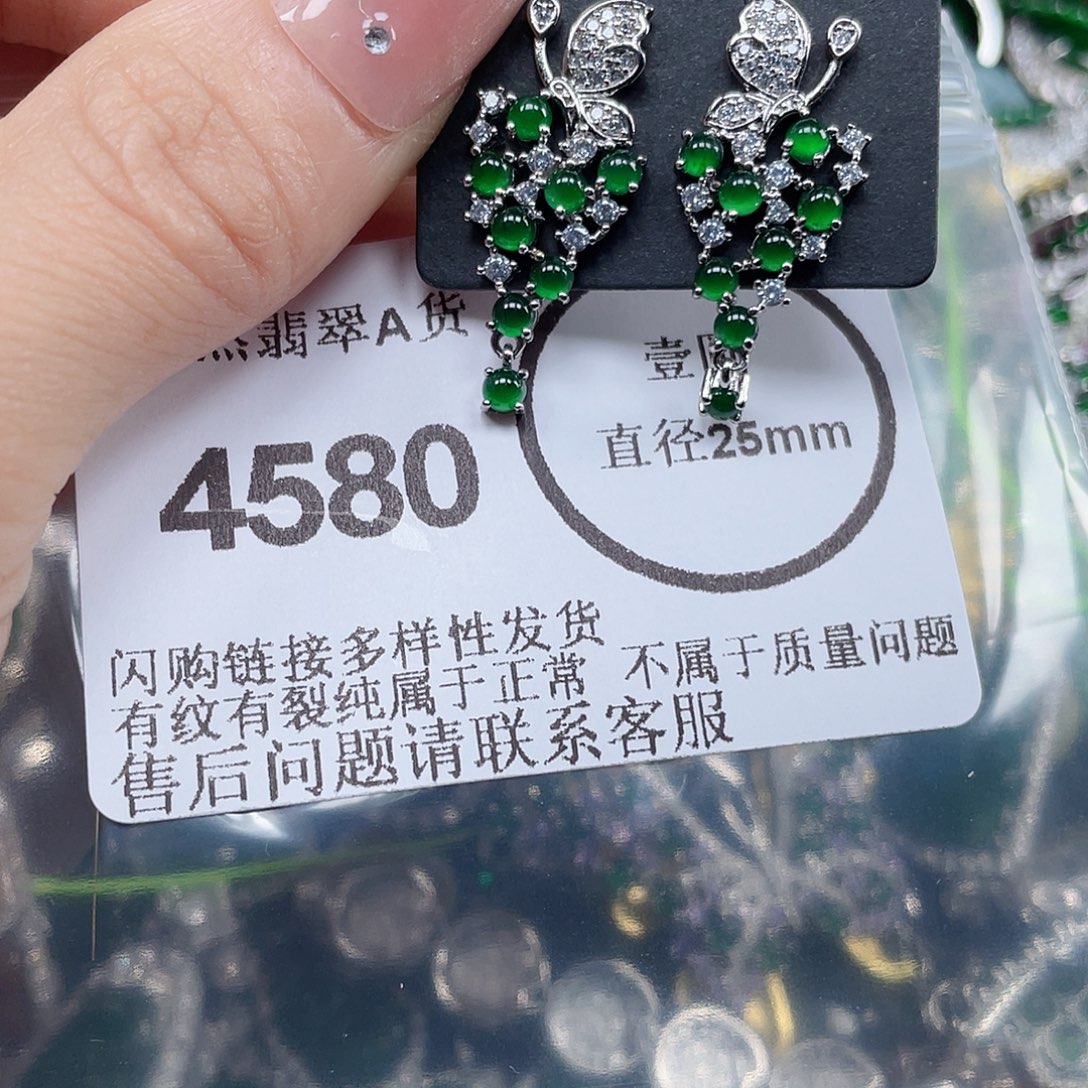 翡翠A货
壹圆
直径25mm
4580
闪购链接多样性发货
有纹有裂纯属于正常 不属于质量问题
售后问题请联系客服